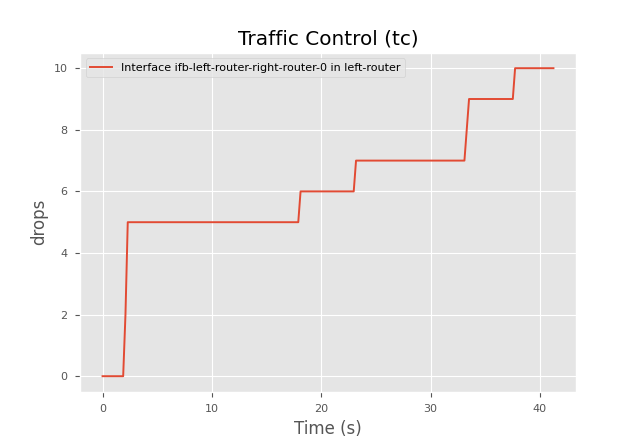 Traffic Control (tc)
Interface ifb-left-router-right-router-0 in left-router
10
8
6
4
2
0
drops
0 10 20 30 40
Time (s)